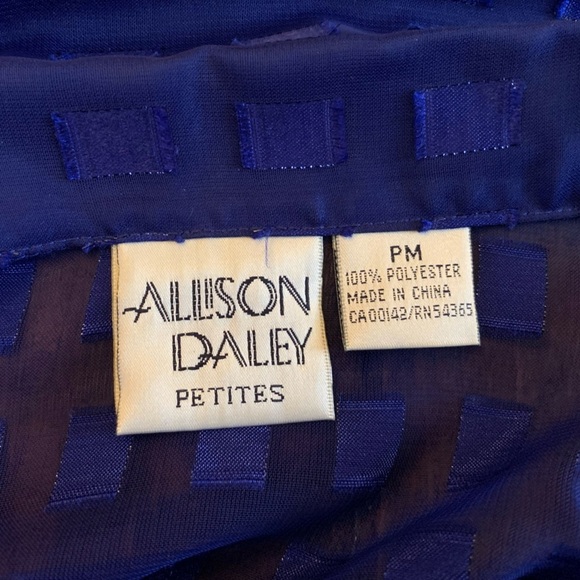 ALLISON
DALEY
PETITES
PM
100% POLYESTER
MADE IN CHINA
CA00142/RN54365